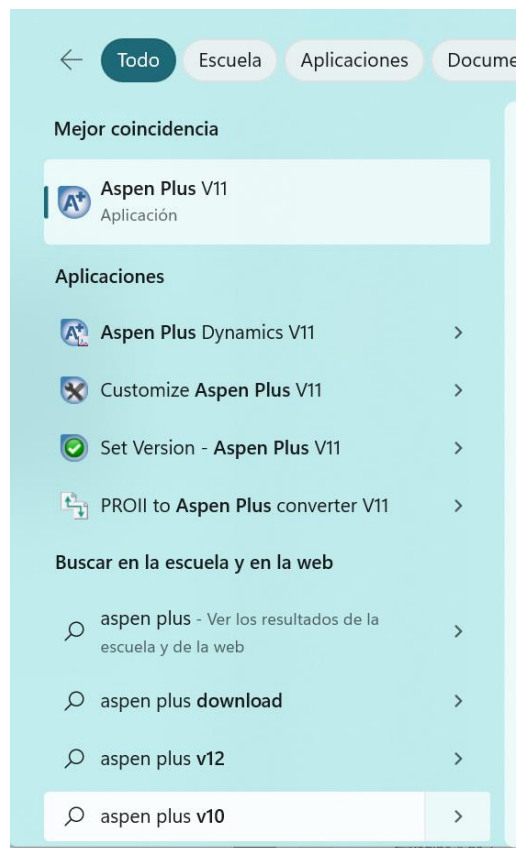 Todo Escuela Aplicaciones Docume
Mejor coincidencia
Aspen Plus V11
Aplicación
Aplicaciones
Aspen Plus Dynamics V11
Customize Aspen Plus V11
Set Version - Aspen Plus V11
PROII to Aspen Plus converter V11
Buscar en la escuela y en la web
aspen plus - Ver los resultados de la
escuela y de la web
aspen plus download
aspen plus v12
aspen plus v10